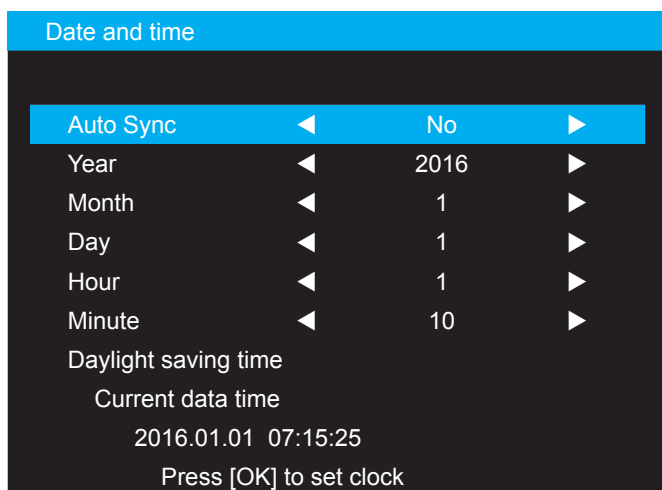 Date and time
Auto Sync No
Year 2016
Month 1
Day 1
Hour 1
Minute 10
Daylight saving time
Current data time
2016.01.01 07:15:25
Press [OK] to set clock